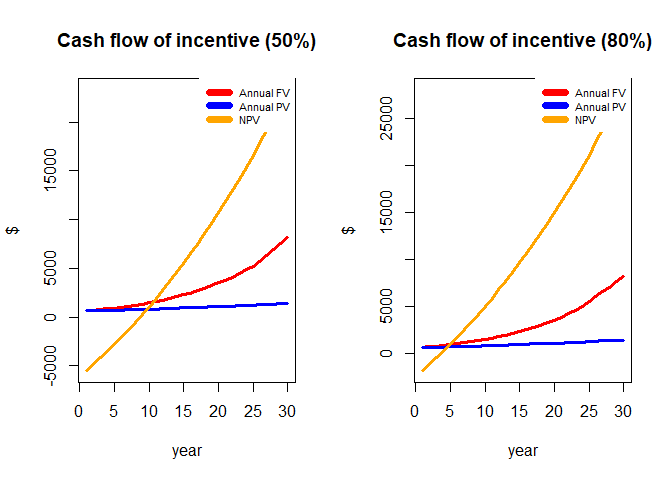 Cash flow of incentive (50%)
Annual FV
Annual PV
NPV
15000
5000
0
-5000
$
0 5 10 15 20 25 30
year
Cash flow of incentive (80%)
Annual FV
Annual PV
NPV
25000
15000
5000
0
$
0 5 10 15 20 25 30
year